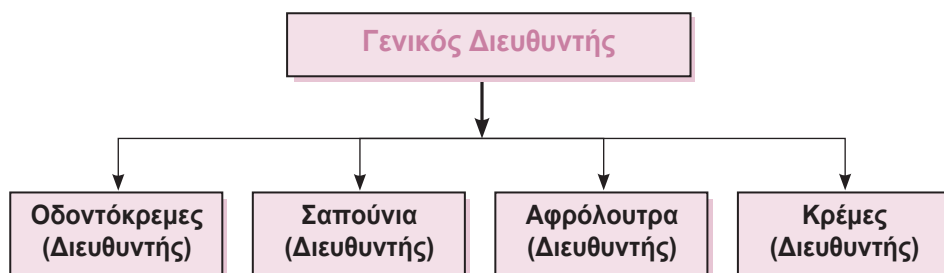 Γενικός Διευθυντής
Οδοντόκρεμες
(Διευθυντής)
Σαπούνια
(Διευθυντής)
Αφρόλουτρα
(Διευθυντής)
Κρέμες
(Διευθυντής)